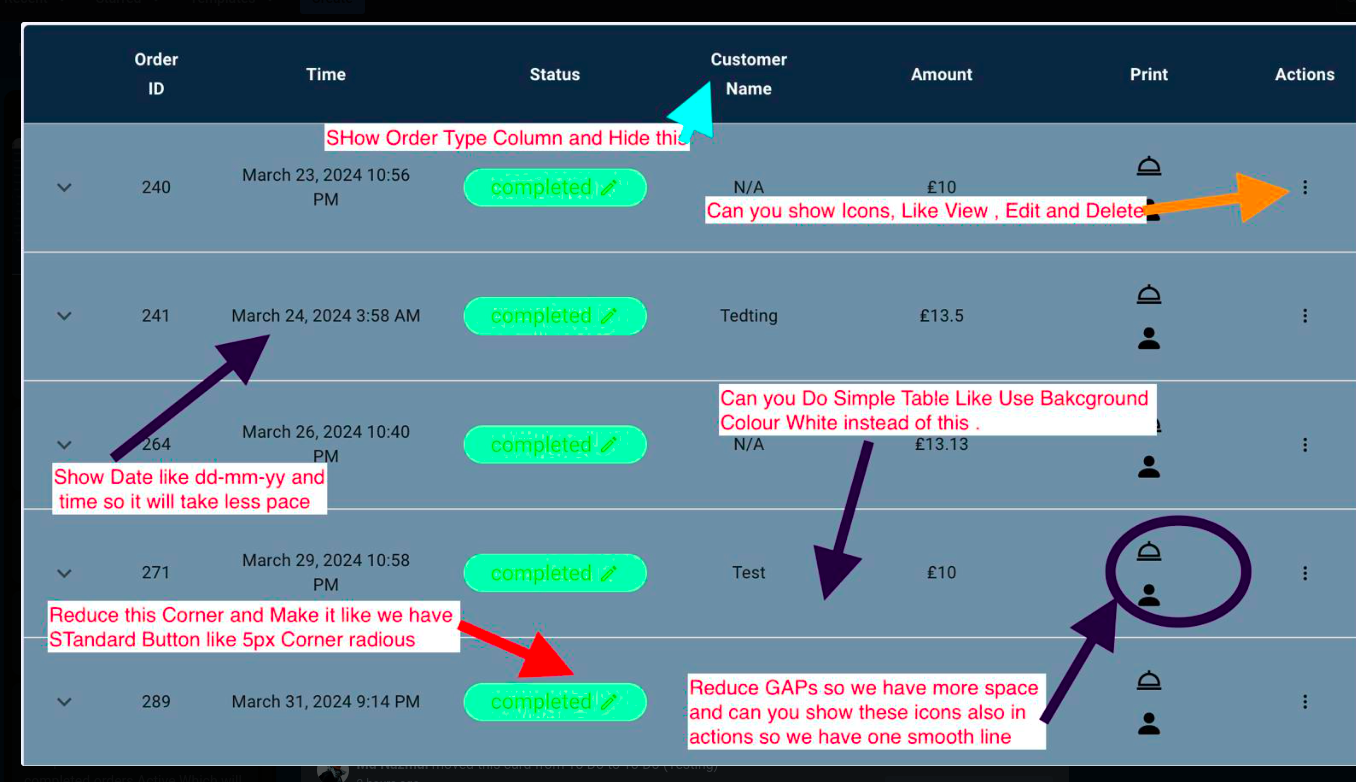 Order
ID
Time
Status
Customer
Name
Amount
Print
Actions
SHow Order Type Column and Hide this
240
March 23, 2024 10:56
PM
completed
N/A
£10
Can you show Icons, Like View , Edit and Delete
241
March 24, 2024 3:58 AM
completed
Tedting
£13.5
Can you Do Simple Table Like Use Bakcground
Colour White instead of this .
264
March 26, 2024 10:40
PM
completed
N/A
£13.13
Show Date like dd-mm-yy and
time so it will take less pace
271
March 29, 2024 10:58
PM
completed
Test
£10
Reduce this Corner and Make it like we have
STandard Button like 5px Corner radious
289
March 31, 2024 9:14 PM
completed
Reduce GAPs so we have more space
and can you show these icons also in
actions so we have one smooth line